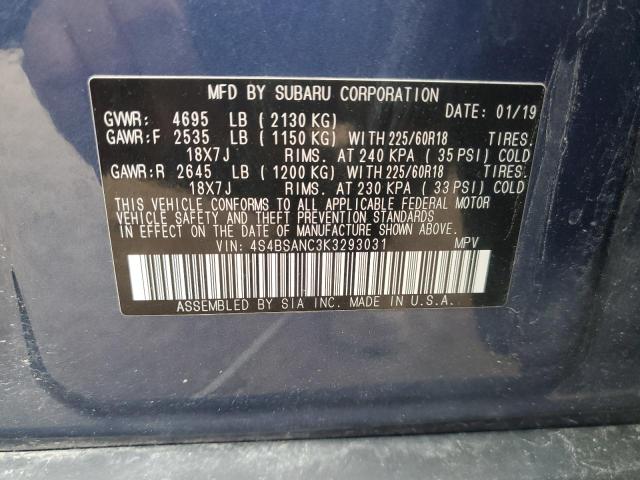 MFD BY SUBARU CORPORATION
GVWR: 4695 LB ( 2130 KG) DATE: 01/19
GAWR:F 2535 LB ( 1150 KG) WITH 225/60R18 TIRES.
18X7J RIMS. AT 240 KPA ( 35 PSI) COLD
GAWR:R 2645 LB ( 1200 KG) WITH 225/60R18 TIRES.
18X7J RIMS. AT 230 KPA ( 33 PSI) COLD
THIS VEHICLE CONFORMS TO ALL APPLICABLE FEDERAL MOTOR
VEHICLE SAFETY AND THEFT PREVENTION STANDARDS
IN EFFECT ON THE DATE OF MANUFACTURE SHOWN ABOVE.
VIN: 4S4BSANC3K3293031 MPV
ASSEMBLED BY SIA INC. MADE IN U.S.A.